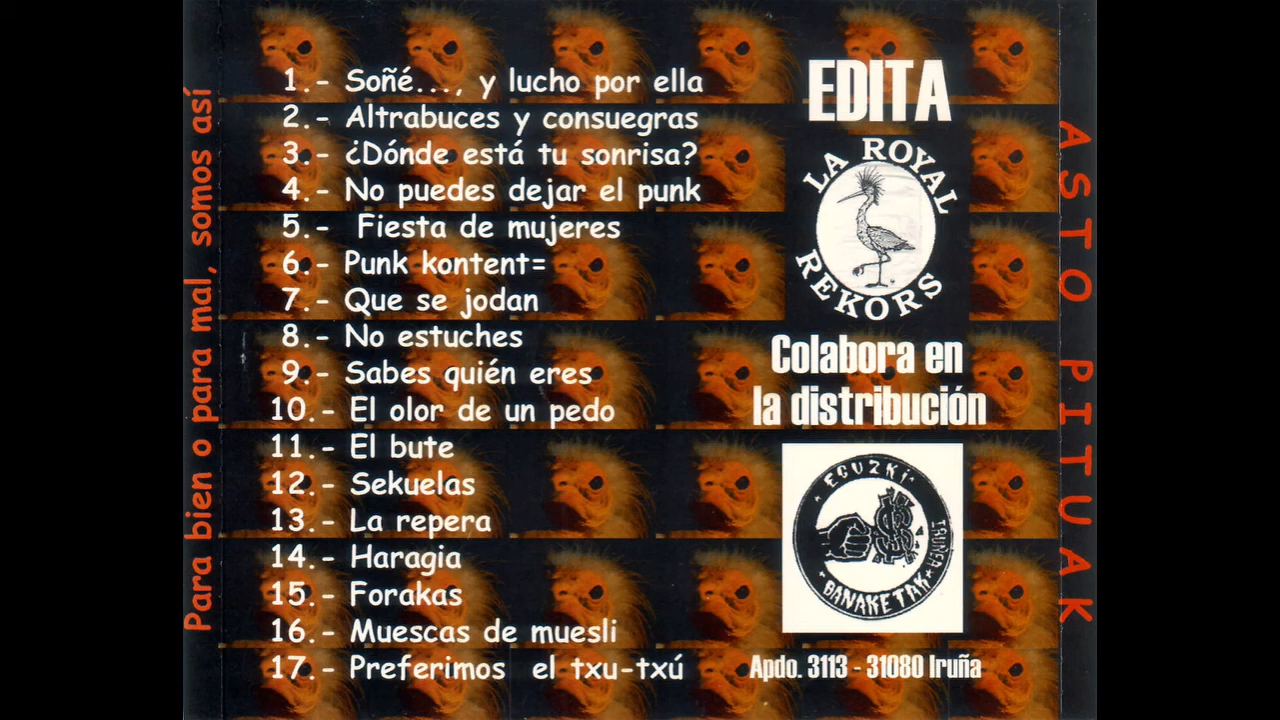 Para bien o para mal, somos así
1.- Soñé..., y lucho por ella
2.- Altrabuces y consuegras
3.- ¿Dónde está tu sonrisa?
4.- No puedes dejar el punk
5.- Fiesta de mujeres
6.- Punk kontent=
7.- Que se jodan
8.- No estuches
9.- Sabes quién eres
10.- El olor de un pedo
11.- El bute
12.- Sekuelas
13.- La repera
14.- Haragia
15.- Forakas
16.- Muescas de muesli
17.- Preferimos el txu-txú
EDITA
LA ROYAL
REKORS
Colabora en
la distribución
EGUZKI
BANAKETAK
IRUÑEA
Apdo. 3113 - 31080 Iruña
ASTO PITUAK